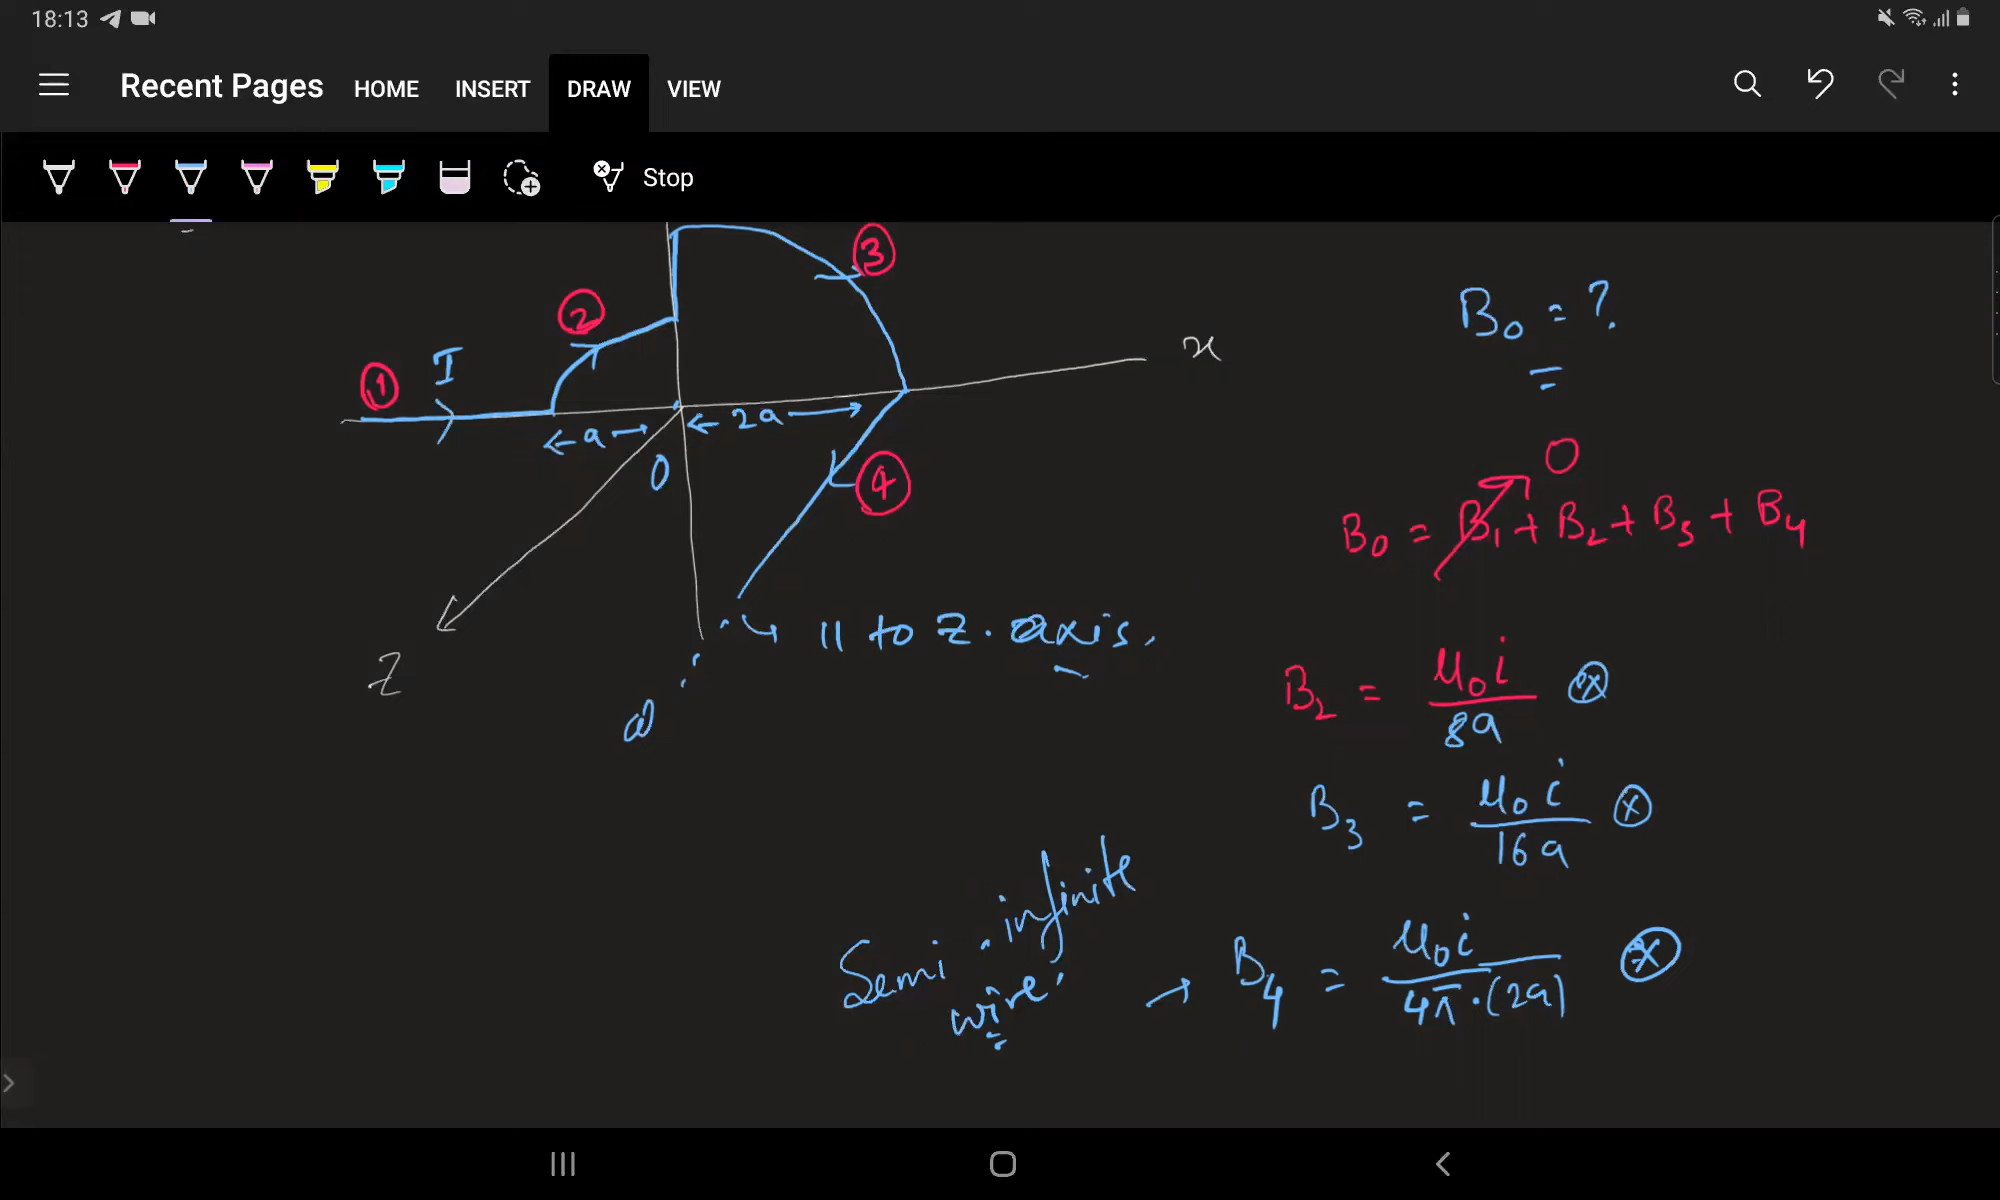 18:13
Recent Pages HOME INSERT DRAW VIEW
Stop
③
②
① I
x
B₀ = ?
← a → ← 2a →
O
④
0
B₀ = B₁ + B₂ + B₃ + B₄
|| to Z. axis.
Z
∞
B₂ = μ₀i / 8a ⊗
B₃ = μ₀i / 16a ⊗
Semi-infinite
wire. → B₄ = μ₀i / 4π·(2a) ⊗